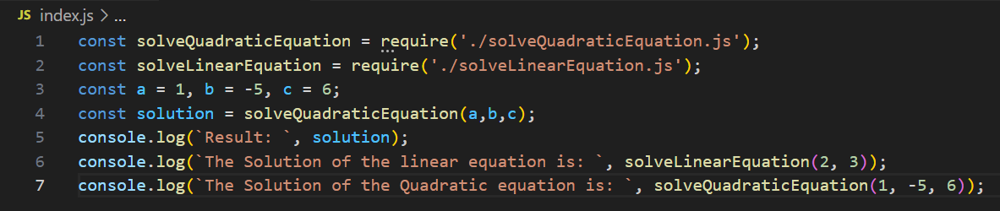 JS index.js > ...
1 const solveQuadraticEquation = require('./solveQuadraticEquation.js');
2 const solveLinearEquation = require('./solveLinearEquation.js');
3 const a = 1, b = -5, c = 6;
4 const solution = solveQuadraticEquation(a,b,c);
5 console.log(`Result: `, solution);
6 console.log(`The Solution of the linear equation is: `, solveLinearEquation(2, 3));
7 console.log(`The Solution of the Quadratic equation is: `, solveQuadraticEquation(1, -5, 6));